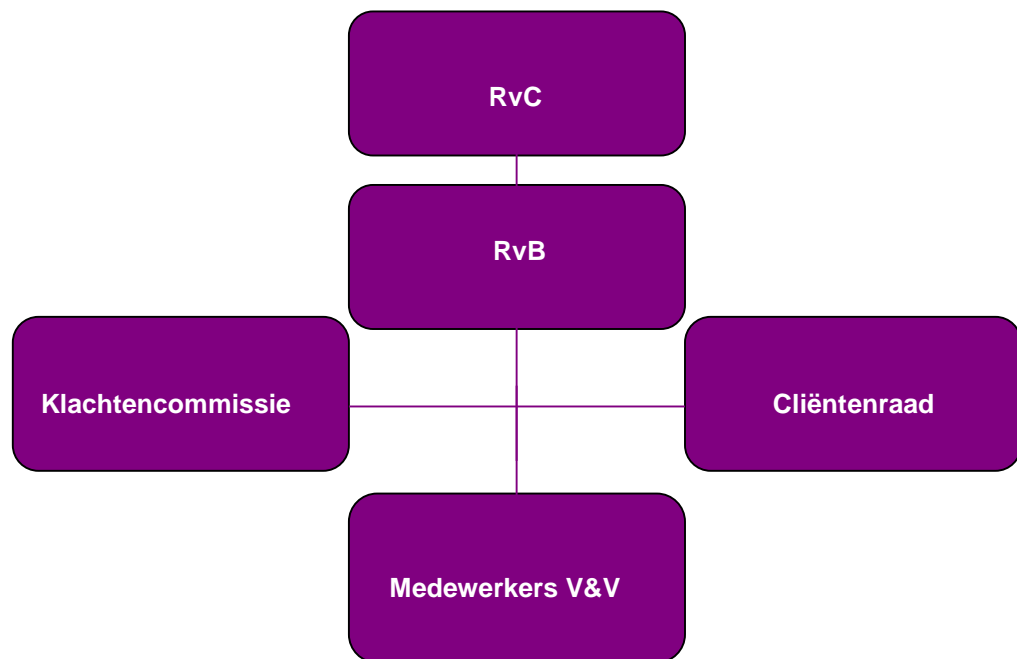 RvC
RvB
Klachtencommissie
Cliëntenraad
Medewerkers V&V